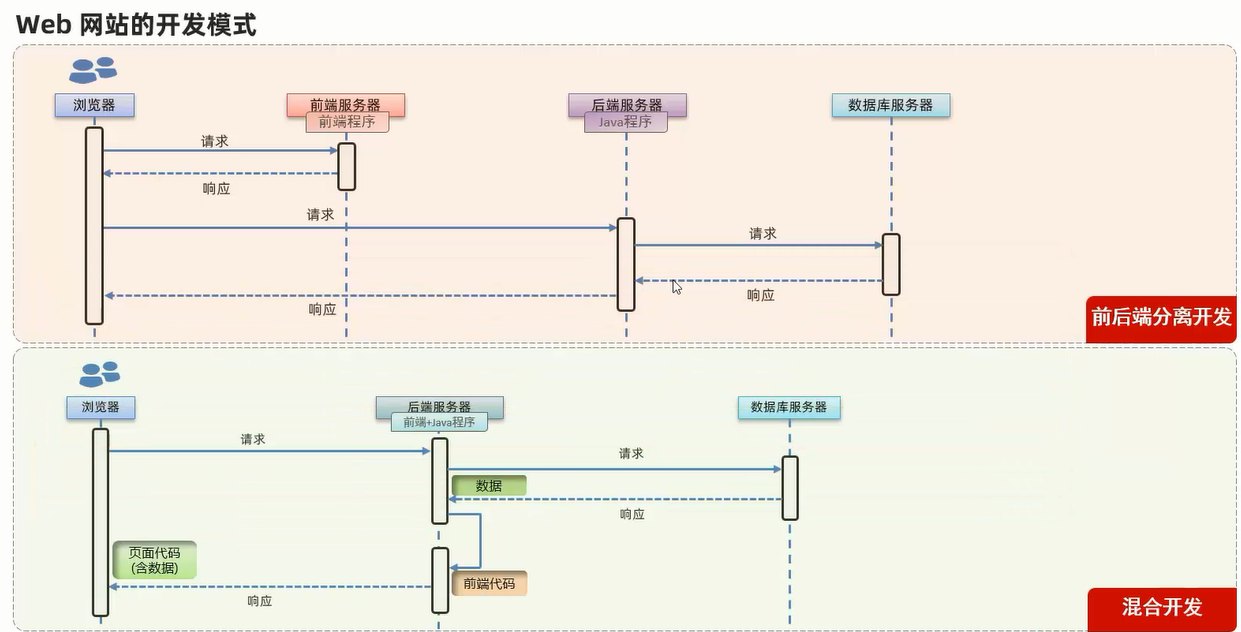 Web 网站的开发模式
浏览器
前端服务器
前端程序
后端服务器
Java程序
数据库服务器
请求
响应
请求
请求
响应
响应
前后端分离开发
浏览器
后端服务器
前端+Java程序
数据库服务器
请求
请求
数据
响应
页面代码
(含数据)
前端代码
响应
混合开发